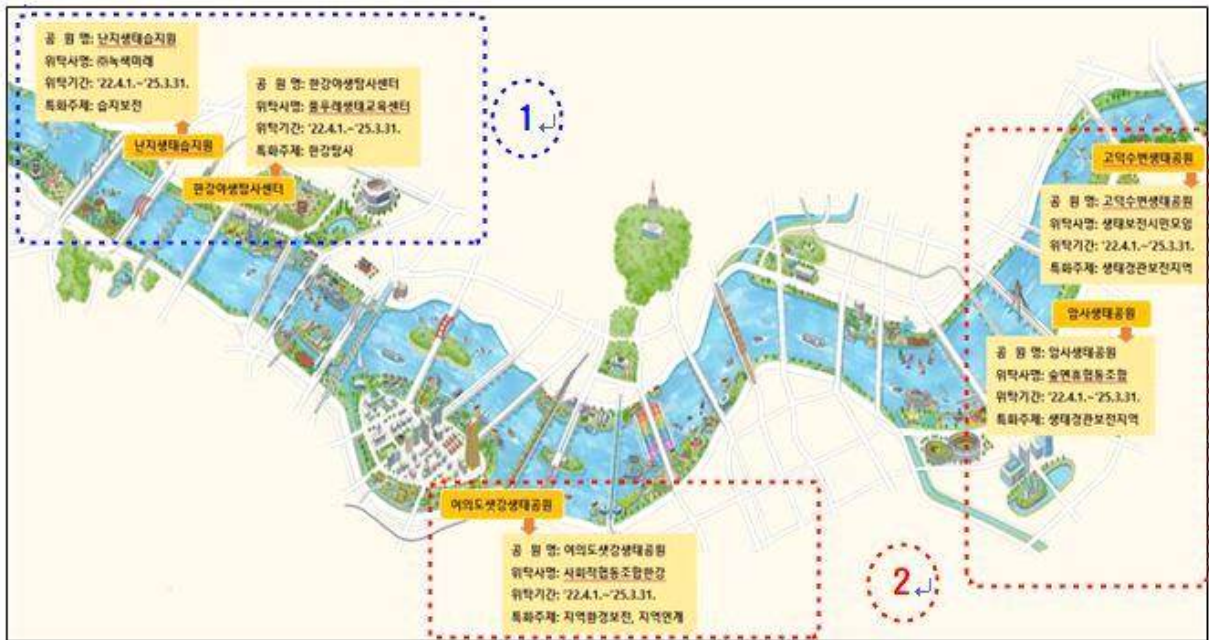 공 원 명: 난지생태습지원
위탁사명: ㈜녹색미래
위탁기간: '22.4.1.~'25.3.31.
특화주제: 습지보전
난지생태습지원
공 원 명: 한강야생탐사센터
위탁사명: 물푸레생태교육센터
위탁기간: '22.4.1.~'25.3.31.
특화주제: 한강탐사
한강야생탐사센터
1
고덕수변생태공원
공 원 명: 고덕수변생태공원
위탁사명: 생태보전시민모임
위탁기간: '22.4.1.~'25.3.31.
특화주제: 생태경관보전지역
암사생태공원
공 원 명: 암사생태공원
위탁사명: 숲앤휴협동조합
위탁기간: '22.4.1.~'25.3.31.
특화주제: 생태경관보전지역
여의도샛강생태공원
공 원 명: 여의도샛강생태공원
위탁사명: 사회적협동조합한강
위탁기간: '22.4.1.~'25.3.31.
특화주제: 지역환경보전, 지역연계
2